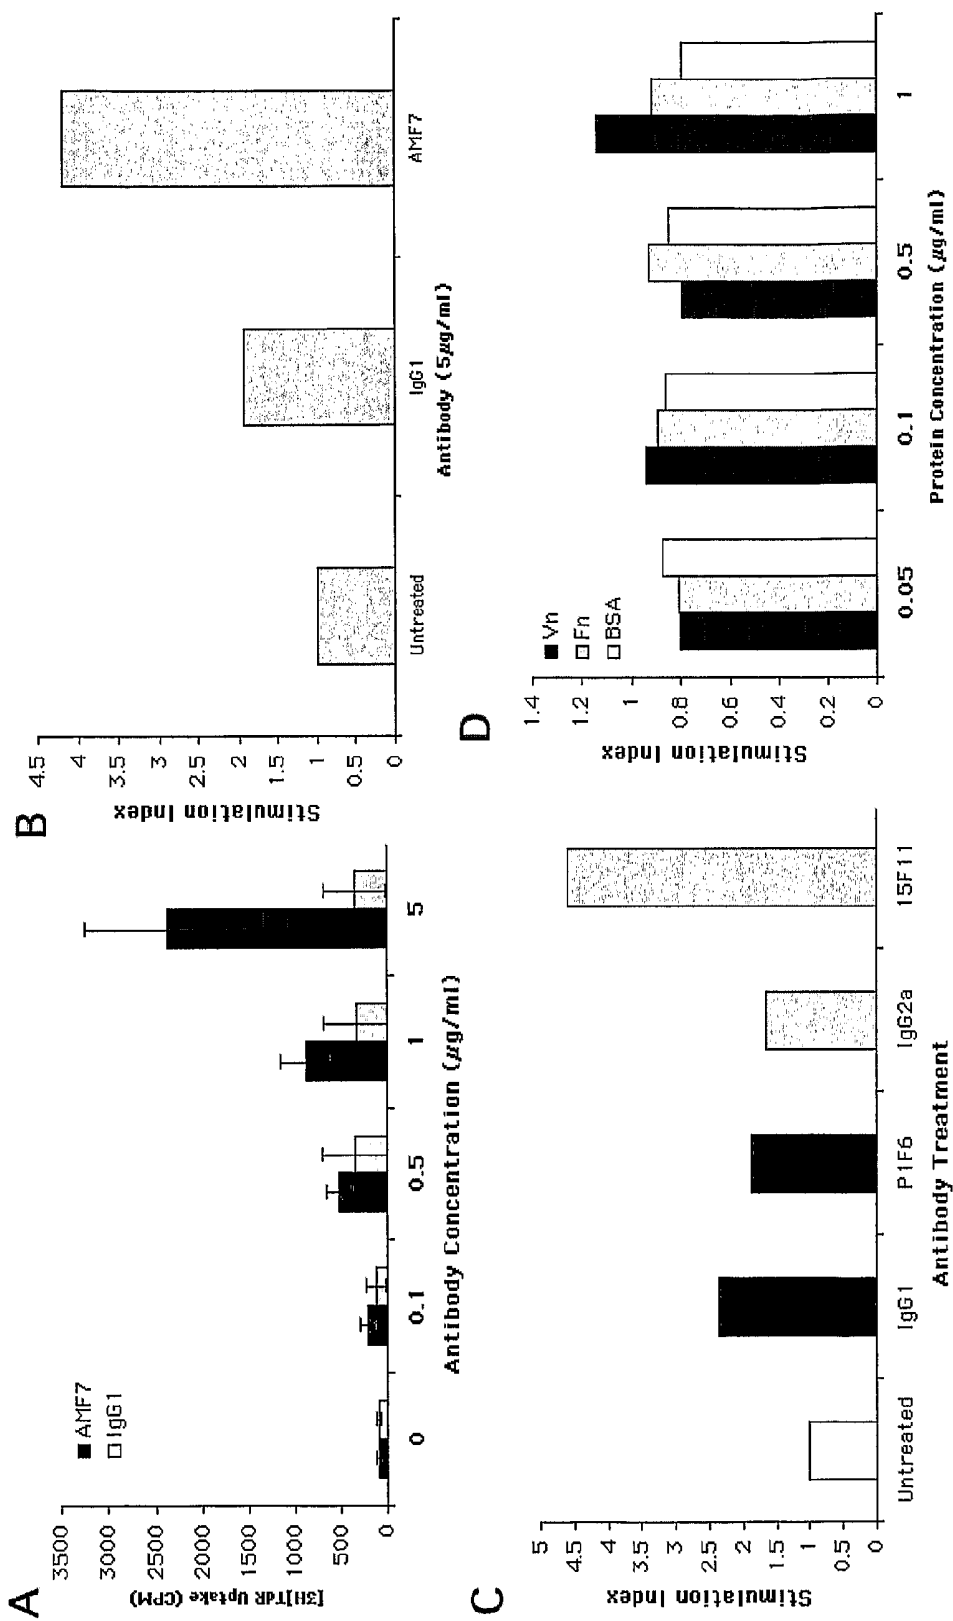 A
[3H]TdR Uptake (CPM)
3500
3000
2500
2000
1500
1000
500
0
AMF7
IgG1
0 0.1 0.5 1 5
Antibody Concentration (µg/ml)
B
Stimulation Index
4.5
4
3.5
3
2.5
2
1.5
1
0.5
0
Untreated IgG1 AMF7
Antibody (5µg/ml)
C
Stimulation Index
5
4.5
4
3.5
3
2.5
2
1.5
1
0.5
0
Untreated IgG1 P1F6 IgG2a 15F11
Antibody Treatment
D
Stimulation Index
1.4
1.2
1
0.8
0.6
0.4
0.2
0
Vn
Fn
BSA
0.05 0.1 0.5 1
Protein Concentration (µg/ml)